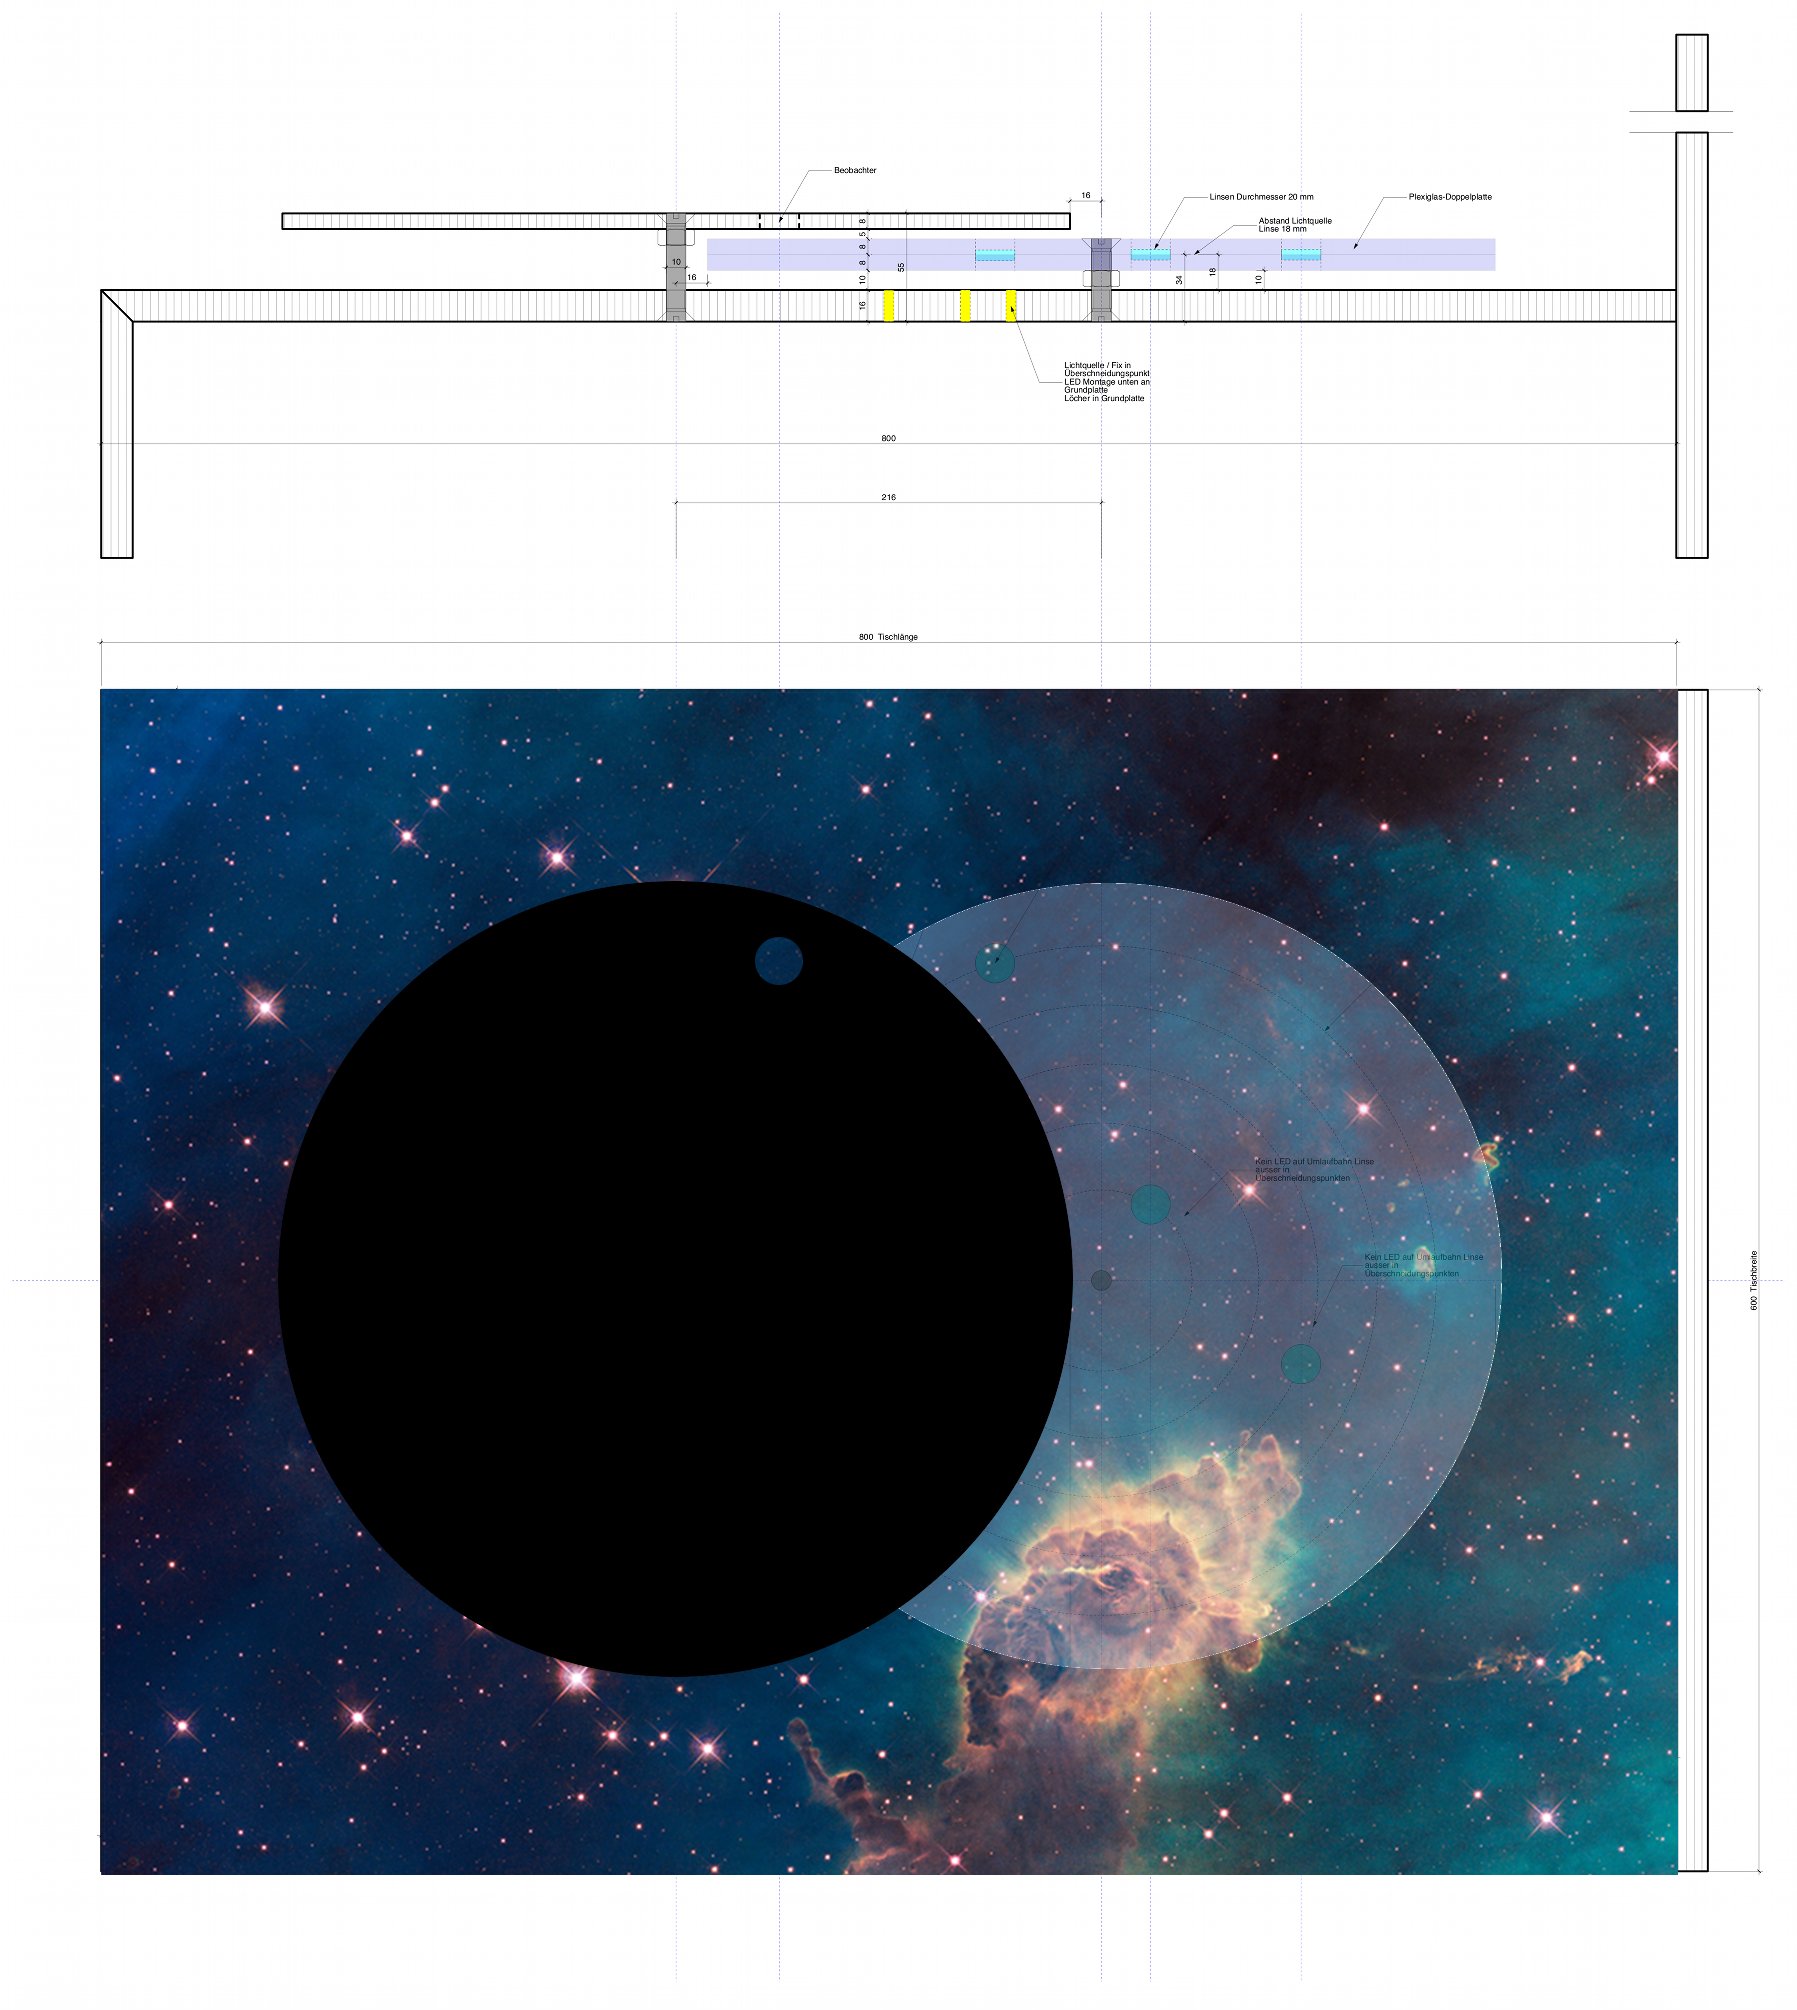 Beobachter
16
Linsen Durchmesser 20 mm
Plexiglas-Doppelplatte
Abstand Lichtquelle
Linse 18 mm
8
5
8
8
10
16
55
10
16
34
18
10
Lichtquelle / Fix in
Überschneidungspunkt
LED Montage unten an
Grundplatte
Löcher in Grundplatte
800
216
800 Tischlänge
Kein LED auf Umlaufbahn Linse
ausser in
Überschneidungspunkten
Kein LED auf Umlaufbahn Linse
ausser in
Überschneidungspunkten
600 Tischbreite